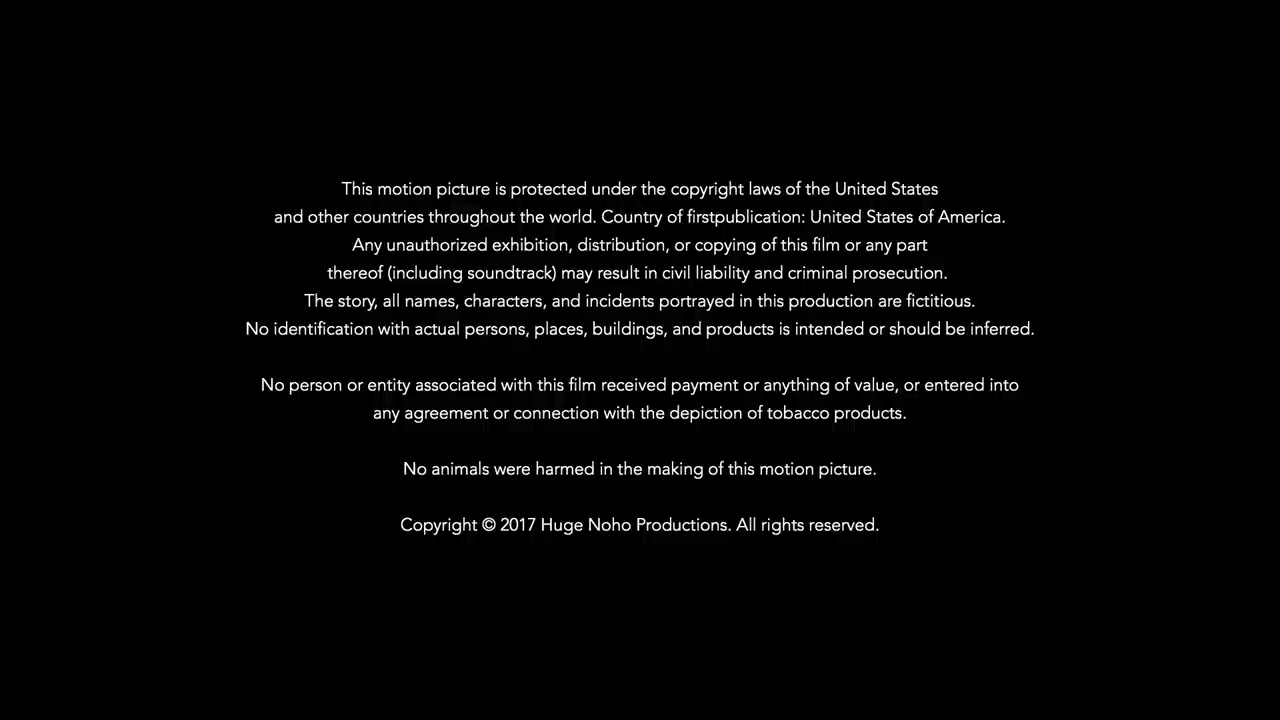 This motion picture is protected under the copyright laws of the United States
and other countries throughout the world. Country of firstpublication: United States of America.
Any unauthorized exhibition, distribution, or copying of this film or any part
thereof (including soundtrack) may result in civil liability and criminal prosecution.
The story, all names, characters, and incidents portrayed in this production are fictitious.
No identification with actual persons, places, buildings, and products is intended or should be inferred.
No person or entity associated with this film received payment or anything of value, or entered into
any agreement or connection with the depiction of tobacco products.
No animals were harmed in the making of this motion picture.
Copyright © 2017 Huge Noho Productions. All rights reserved.